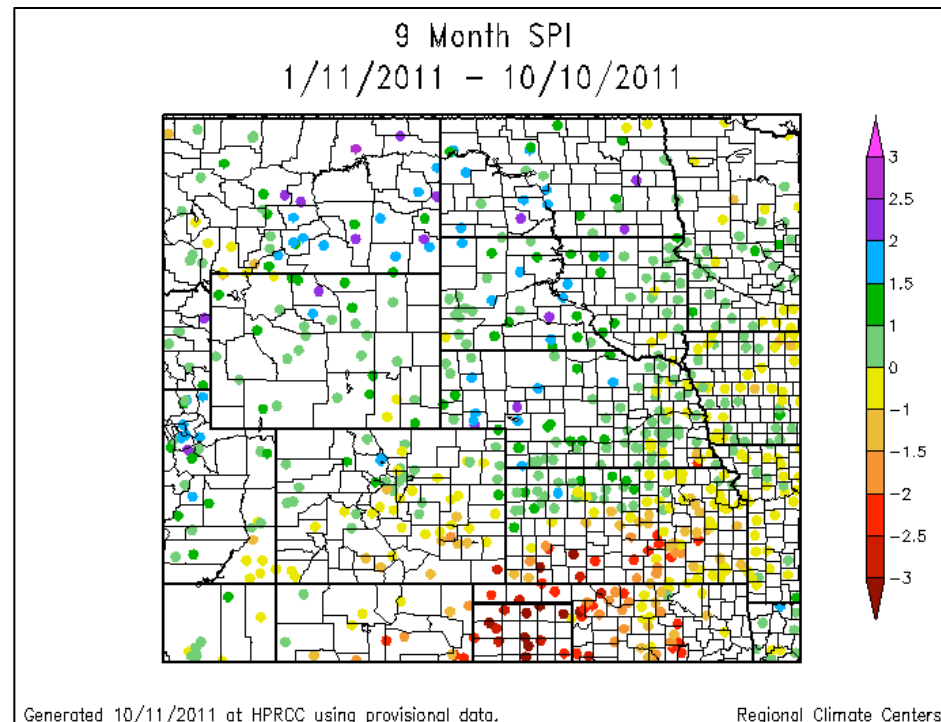 9 Month SPI
1/11/2011 – 10/10/2011
3
2.5
2
1.5
1
0
−1
−1.5
−2
−2.5
−3
Generated 10/11/2011 at HPRCC using provisional data.
Regional Climate Centers